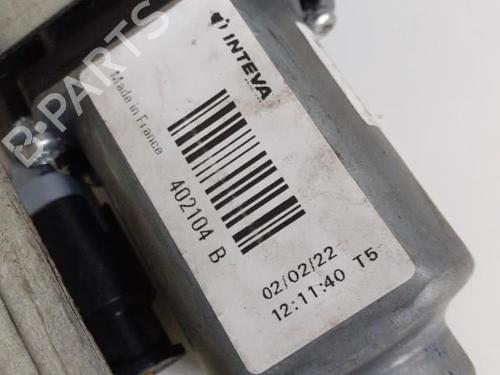 INTEVA
Made in France
402104 B
02/02/22
12:11:40 T5
B-PARTS